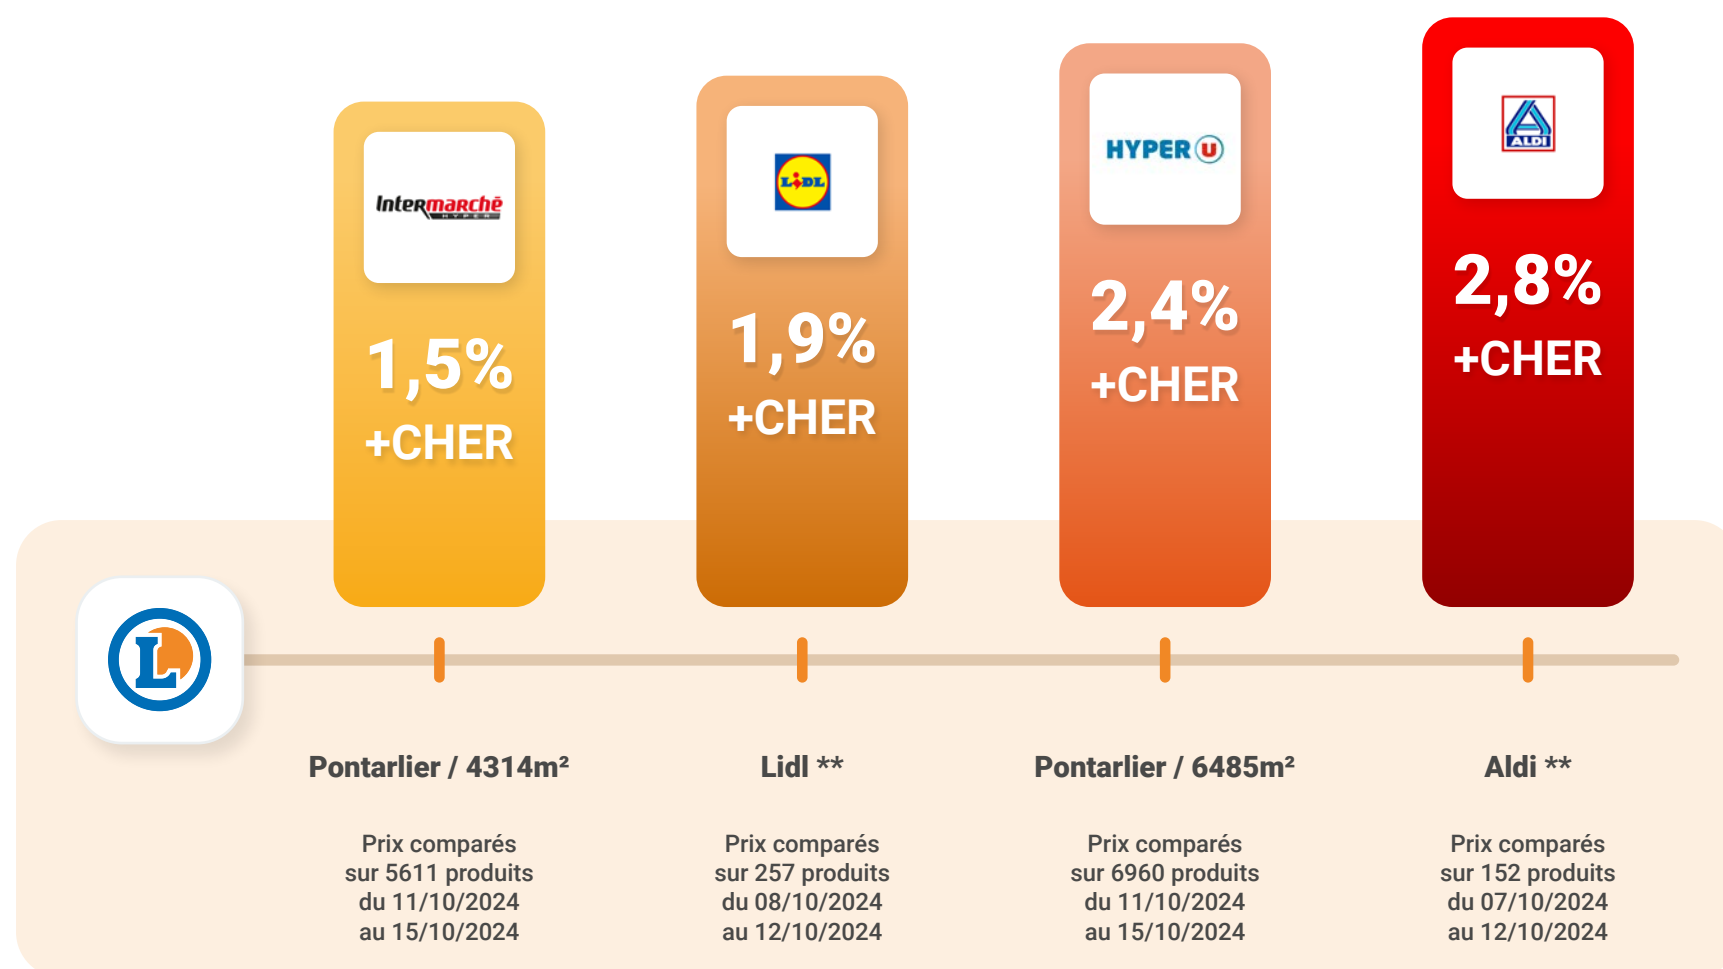 Intermarchē
HYPER
1,5%
+CHER
LIDL
1,9%
+CHER
HYPER U
2,4%
+CHER
ALDI
2,8%
+CHER
L
Pontarlier / 4314m²
Prix comparés
sur 5611 produits
du 11/10/2024
au 15/10/2024
Lidl **
Prix comparés
sur 257 produits
du 08/10/2024
au 12/10/2024
Pontarlier / 6485m²
Prix comparés
sur 6960 produits
du 11/10/2024
au 15/10/2024
Aldi **
Prix comparés
sur 152 produits
du 07/10/2024
au 12/10/2024